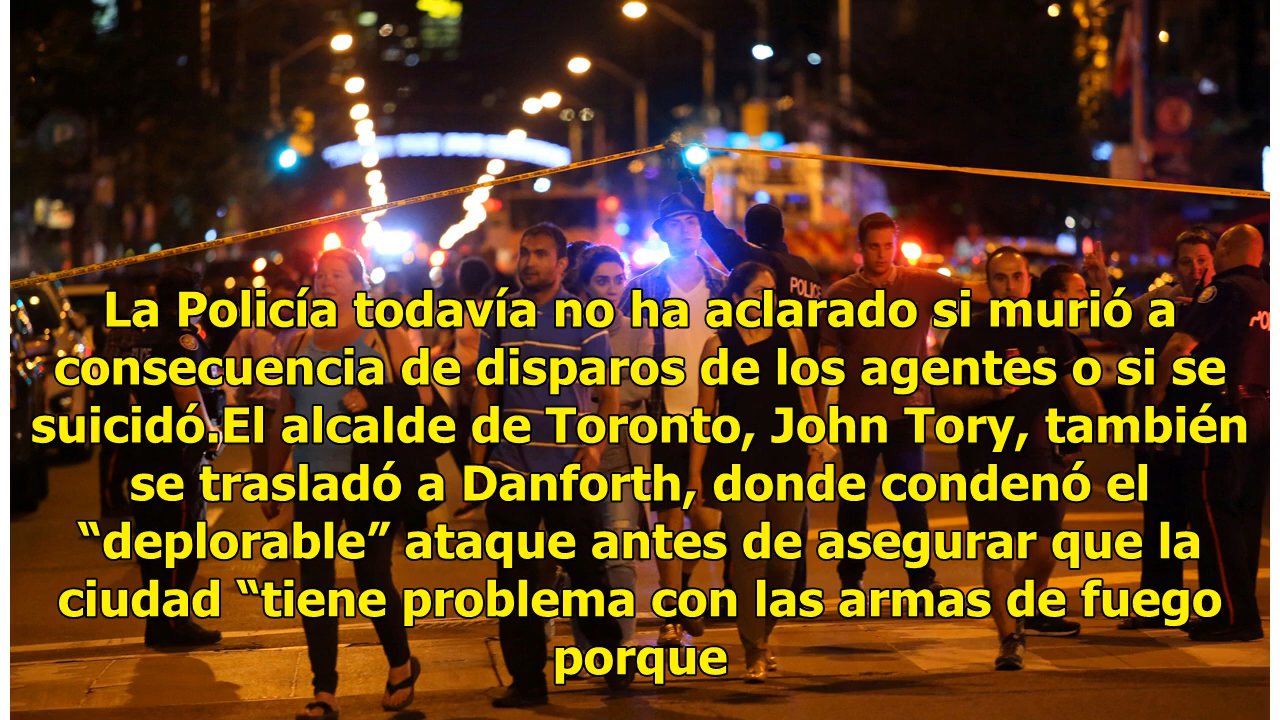 POLICE
La Policía todavía no ha aclarado si murió a
consecuencia de disparos de los agentes o si se
suicidó.El alcalde de Toronto, John Tory, también
se trasladó a Danforth, donde condenó el
“deplorable” ataque antes de asegurar que la
ciudad “tiene problema con las armas de fuego
porque